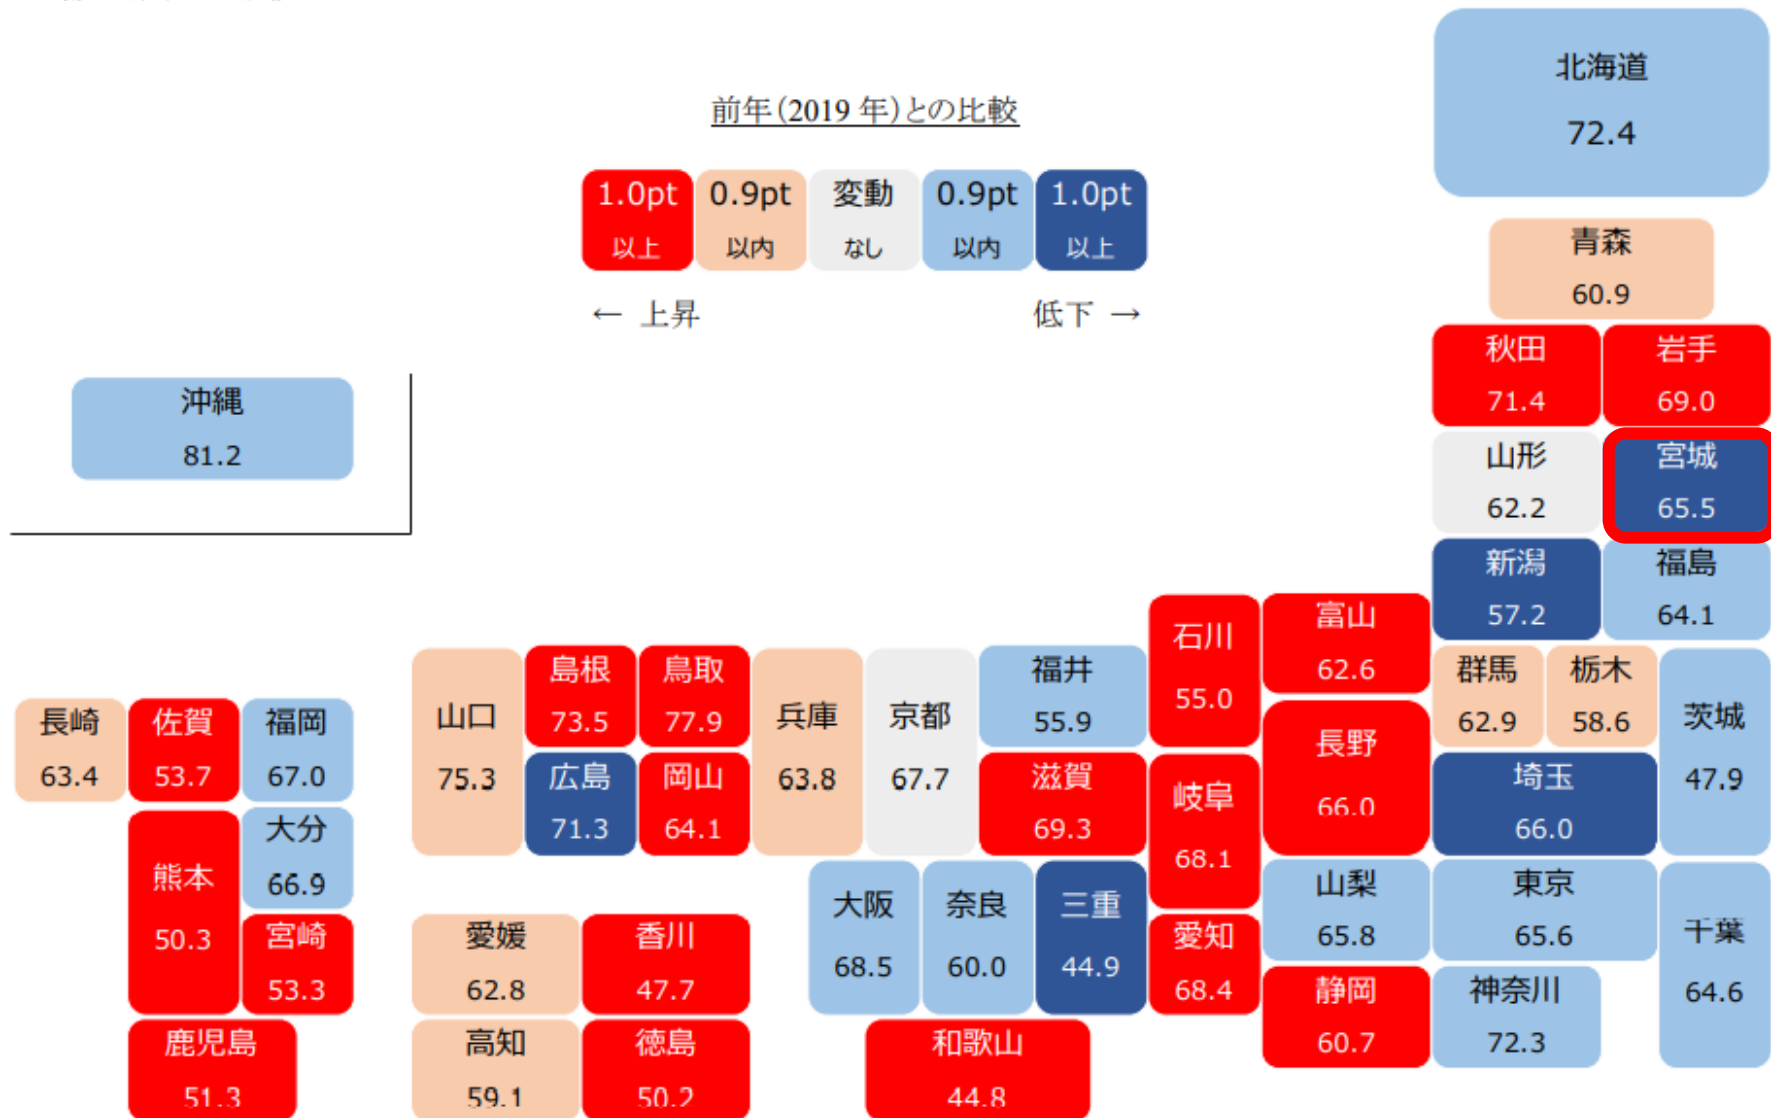 北海道
72.4
前年(2019 年)との比較
1.0pt
以上
0.9pt
以内
変動
なし
0.9pt
以内
1.0pt
以上
← 上昇
低下 →
青森
60.9
秋田
71.4
岩手
69.0
沖縄
81.2
山形
62.2
宮城
65.5
新潟
57.2
福島
64.1
石川
55.0
富山
62.6
群馬
62.9
栃木
58.6
茨城
47.9
山口
75.3
島根
73.5
鳥取
77.9
兵庫
63.8
京都
67.7
福井
55.9
長崎
63.4
佐賀
53.7
福岡
67.0
長野
66.0
埼玉
66.0
広島
71.3
岡山
64.1
滋賀
69.3
岐阜
68.1
大分
66.9
熊本
50.3
山梨
65.8
東京
65.6
千葉
64.6
大阪
68.5
奈良
60.0
三重
44.9
愛知
68.4
宮崎
53.3
愛媛
62.8
香川
47.7
静岡
60.7
神奈川
72.3
鹿児島
51.3
高知
59.1
徳島
50.2
和歌山
44.8